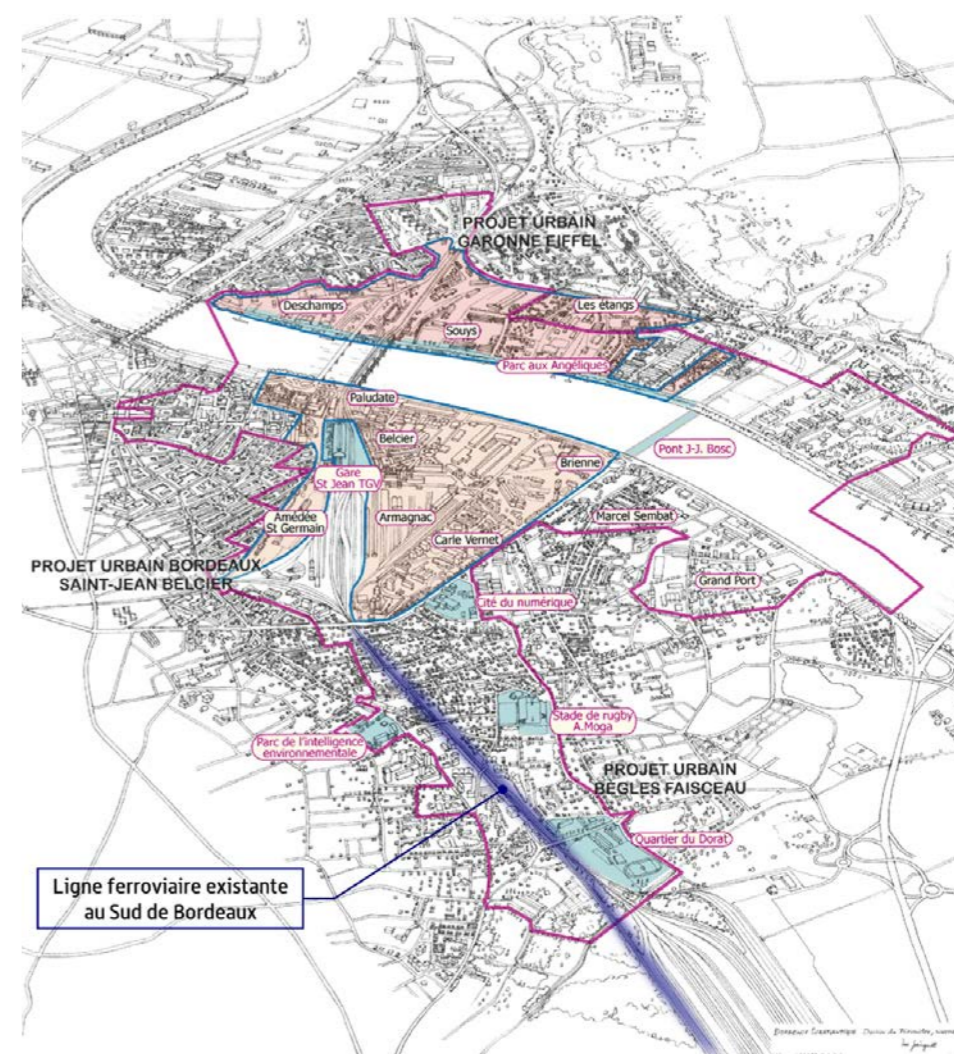 PROJET URBAIN
GARONNE EIFFEL
Deschamps
Les étangs
Souys
Parc aux Angéliques
Paludate
Belcier
Pont J-J. Bosc
Brienne
Gare
St Jean TGV
Amédée
St Germain
Armagnac
Marcel Sembat
Carle Vernet
PROJET URBAIN BORDEAUX
SAINT-JEAN BELCIER
Grand Port
Cité du numérique
Stade de rugby
A.Moga
Parc de l'intelligence
environnementale
PROJET URBAIN
BÈGLES FAISCEAU
Quartier du Dorat
Ligne ferroviaire existante
au Sud de Bordeaux